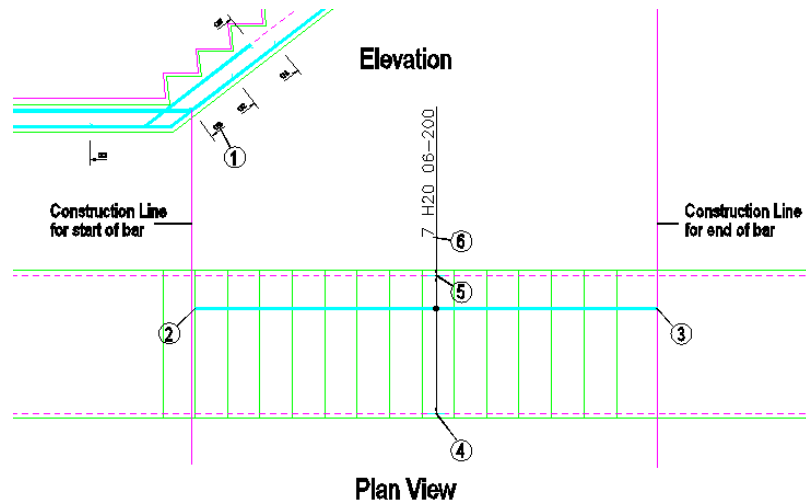 Elevation
1
7 H20 06-200
Construction Line
for start of bar
Construction Line
for end of bar
6
5
2
3
4
Plan View